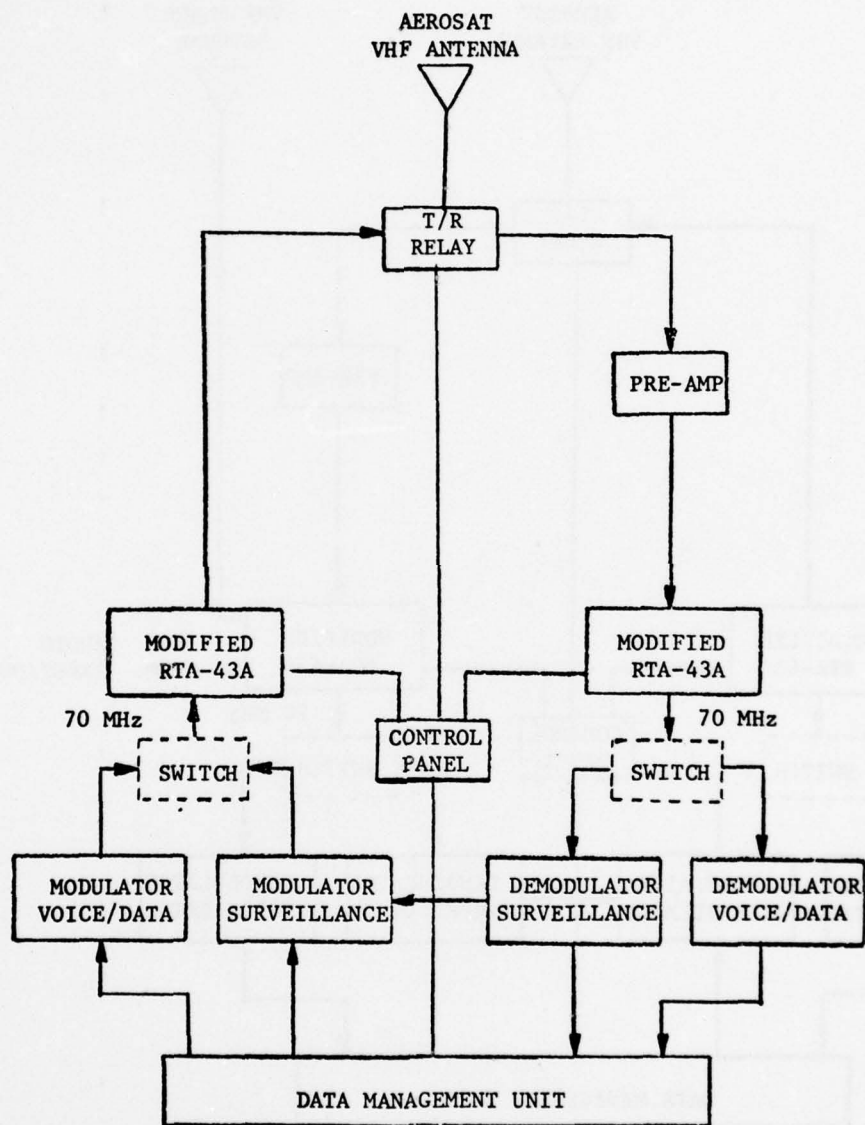 AEROSAT
VHF ANTENNA
T/R
RELAY
PRE-AMP
MODIFIED
RTA-43A
MODIFIED
RTA-43A
70 MHz
70 MHz
CONTROL
PANEL
SWITCH
SWITCH
MODULATOR
VOICE/DATA
MODULATOR
SURVEILLANCE
DEMODULATOR
SURVEILLANCE
DEMODULATOR
VOICE/DATA
DATA MANAGEMENT UNIT